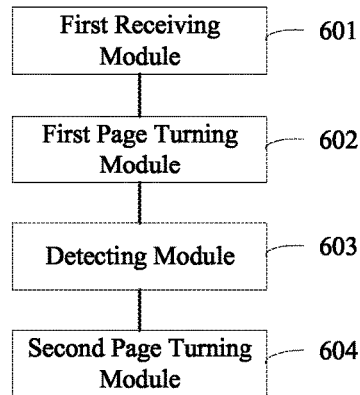 First Receiving
Module
601
First Page Turning
Module
602
Detecting Module
603
Second Page Turning
Module
604